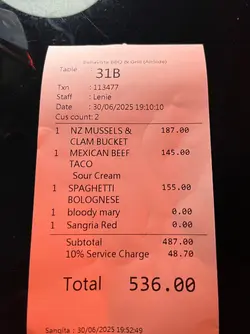 Table 31B
Txn : 113477
Staff : Lenie
Date : 30/06/2025 19:10:10
Cus count: 2
1 NZ MUSSELS & 187.00
CLAM BUCKET
1 MEXICAN BEEF 145.00
TACO
Sour Cream
1 SPAGHETTI 155.00
BOLOGNESE
1 bloody mary 0.00
1 Sangria Red 0.00
Subtotal 487.00
10% Service Charge 48.70
Total 536.00
30/06/2025 19:52:49